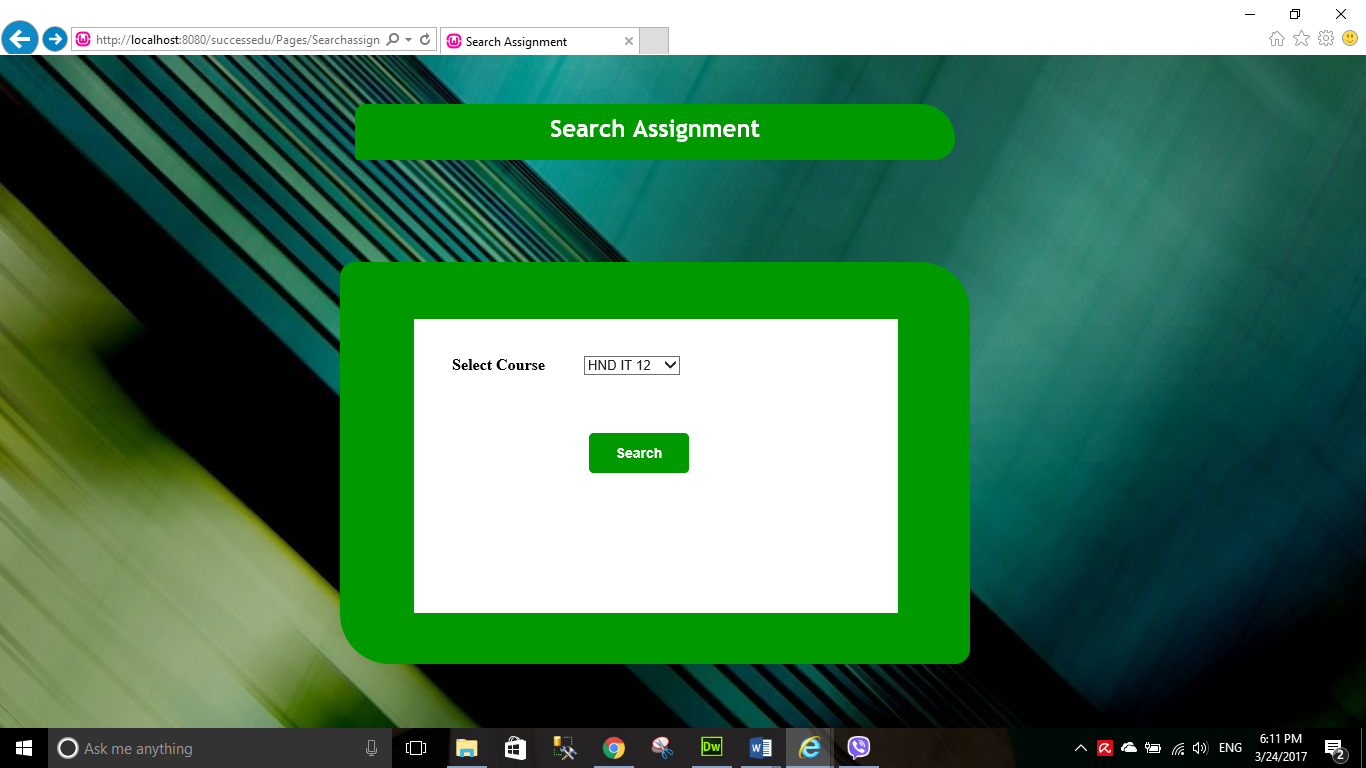 http://localhost:8080/successedu/Pages/Searchassign
Search Assignment
Search Assignment
Select Course
HND IT 12
Search
Ask me anything
Dw
ENG
6:11 PM
3/24/2017
2